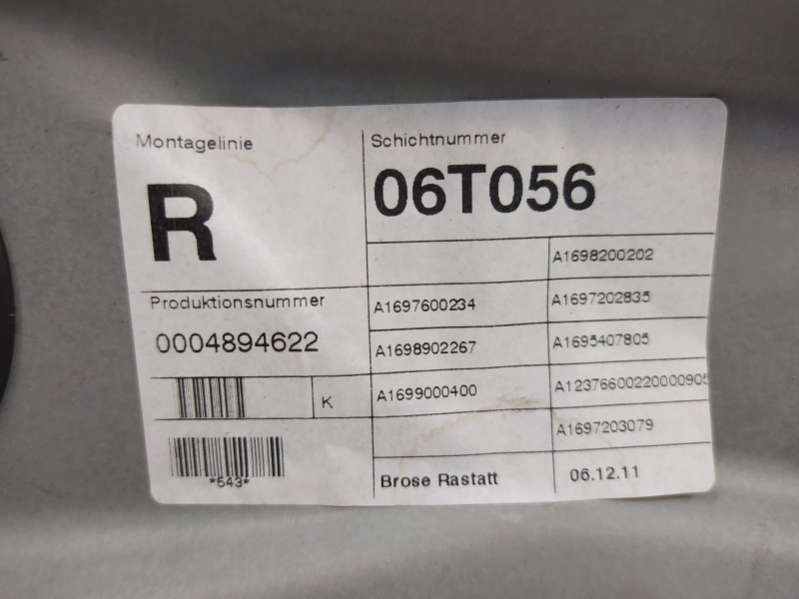 Montagelinie
R
Schichtnummer
06T056
A1698200202
Produktionsnummer
0004894622
A1697600234
A1697202835
A1698902267
A1695407805
K
A1699000400
A12376600220000905
A1697203079
*543*
Brose Rastatt
06.12.11